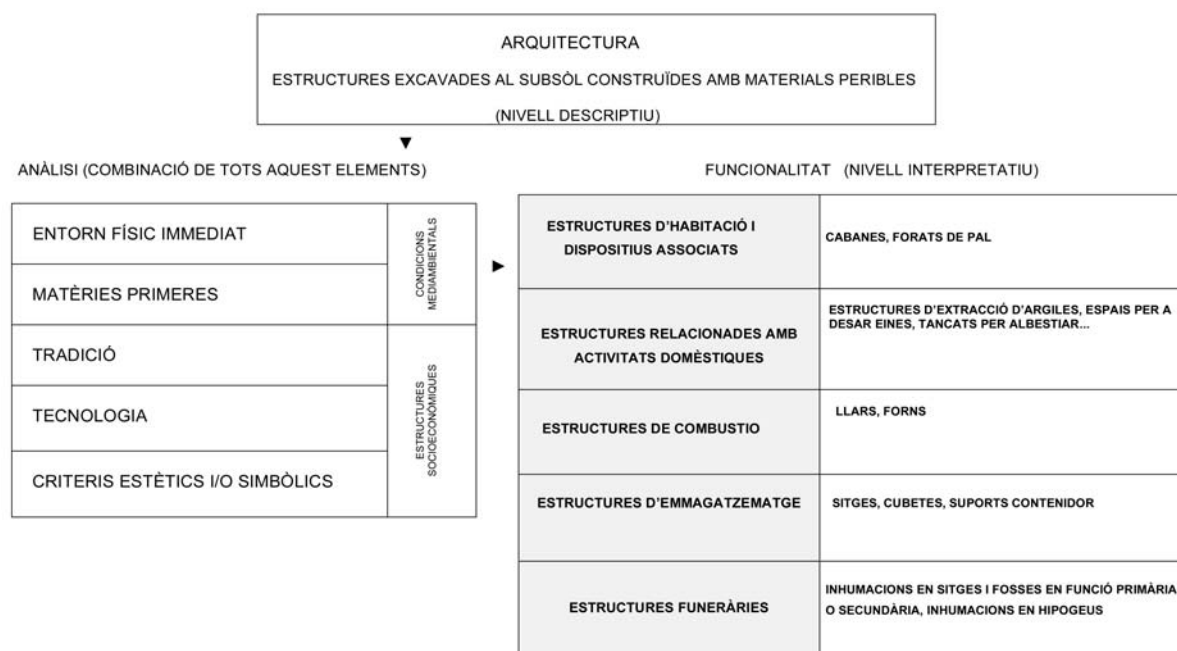 ARQUITECTURA
ESTRUCTURES EXCAVADES AL SUBSÒL CONSTRUÏDES AMB MATERIALS PERIBLES
(NIVELL DESCRIPTIU)
ANÀLISI (COMBINACIÓ DE TOTS AQUEST ELEMENTS)
ENTORN FÍSIC IMMEDIAT
MATÈRIES PRIMERES
TRADICIÓ
TECNOLOGIA
CRITERIS ESTÈTICS I/O SIMBÒLICS
CONDICIONS
MEDIAMBIENTALS
ESTRUCTURES
SOCIOECONÒMIQUES
FUNCIONALITAT (NIVELL INTERPRETATIU)
ESTRUCTURES D'HABITACIÓ I
DISPOSITIUS ASSOCIATS
CABANES, FORATS DE PAL
ESTRUCTURES RELACIONADES AMB
ACTIVITATS DOMÈSTIQUES
ESTRUCTURES D'EXTRACCIÓ D'ARGILES, ESPAIS PER A
DESAR EINES, TANCATS PER ALBESTIAR...
ESTRUCTURES DE COMBUSTIO
LLARS, FORNS
ESTRUCTURES D'EMMAGATZEMATGE
SITGES, CUBETES, SUPORTS CONTENIDOR
ESTRUCTURES FUNERÀRIES
INHUMACIONS EN SITGES I FOSSES EN FUNCIÓ PRIMÀRIA
O SECUNDÀRIA, INHUMACIONS EN HIPOGEUS